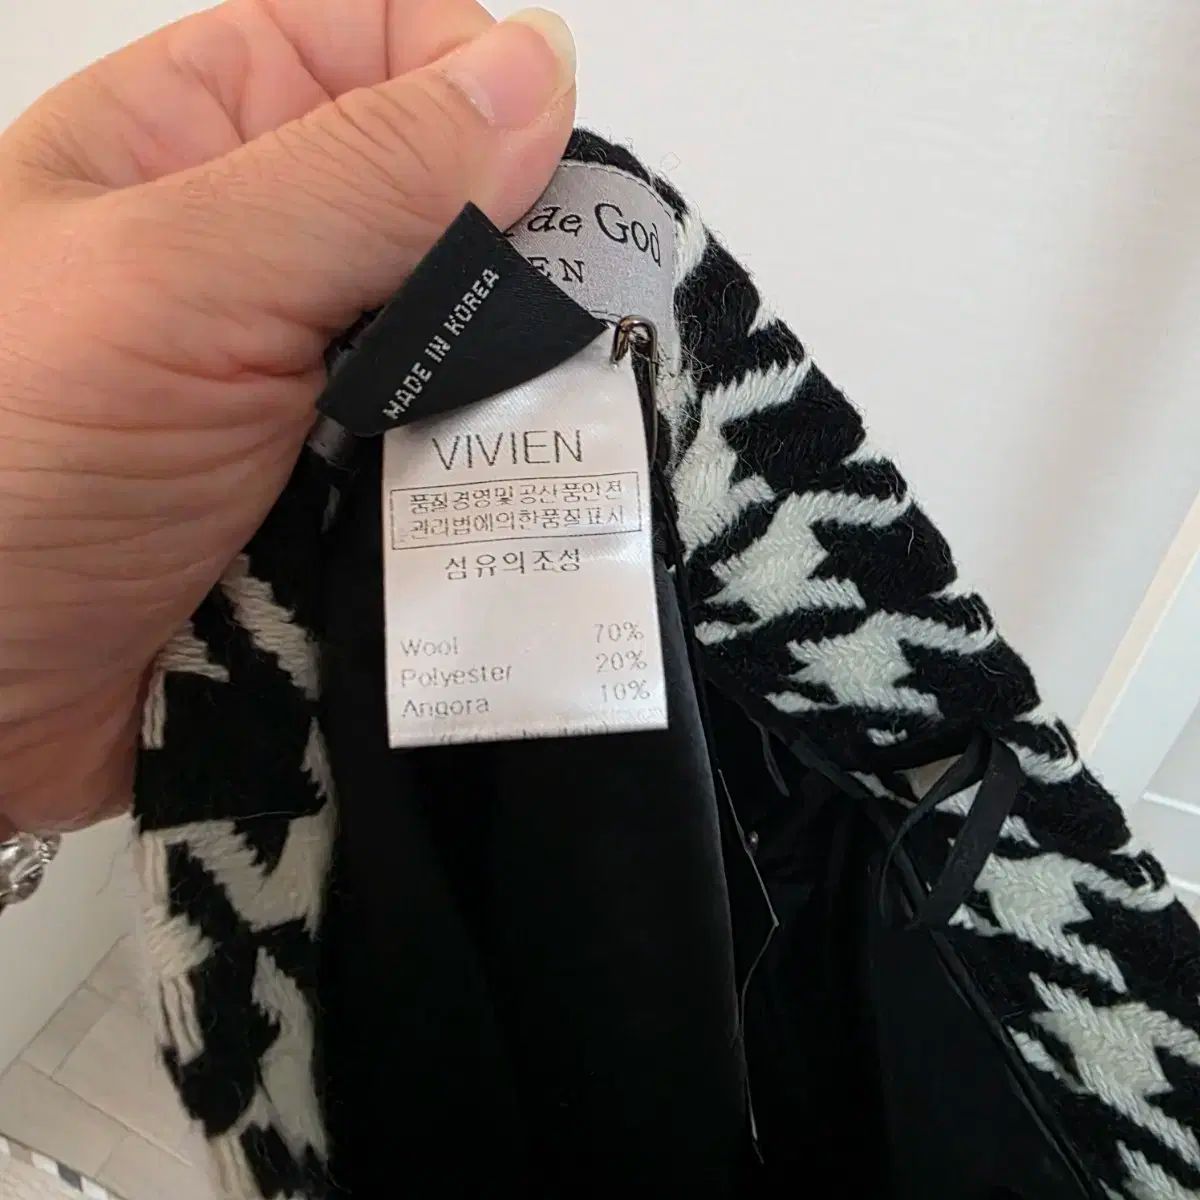 de God
EN
MADE IN KOREA
VIVIEN
품질경영및공산품안전
관리법에의한품질표시
섬유의조성
Wool 70%
Polyester 20%
Angora 10%